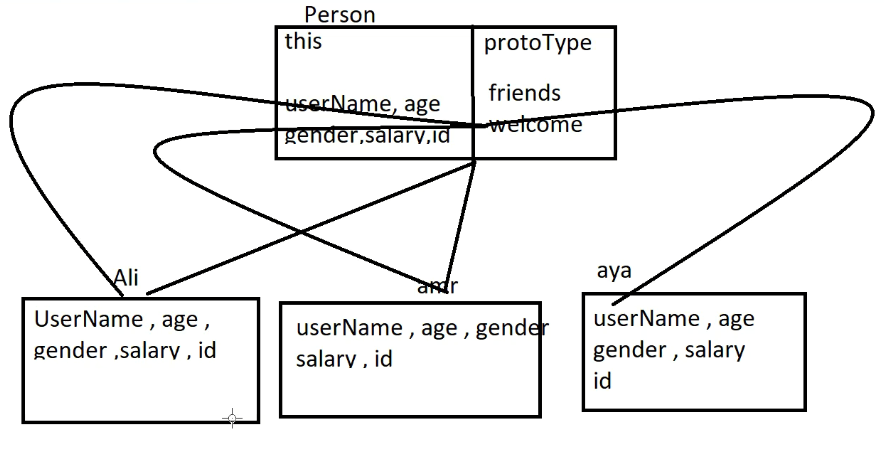 Person
this
protoType
friends
userName, age
welcome
gender,salary,id
Ali
amr
aya
UserName , age ,
gender ,salary , id
userName , age , gender
salary , id
userName , age
gender , salary
id